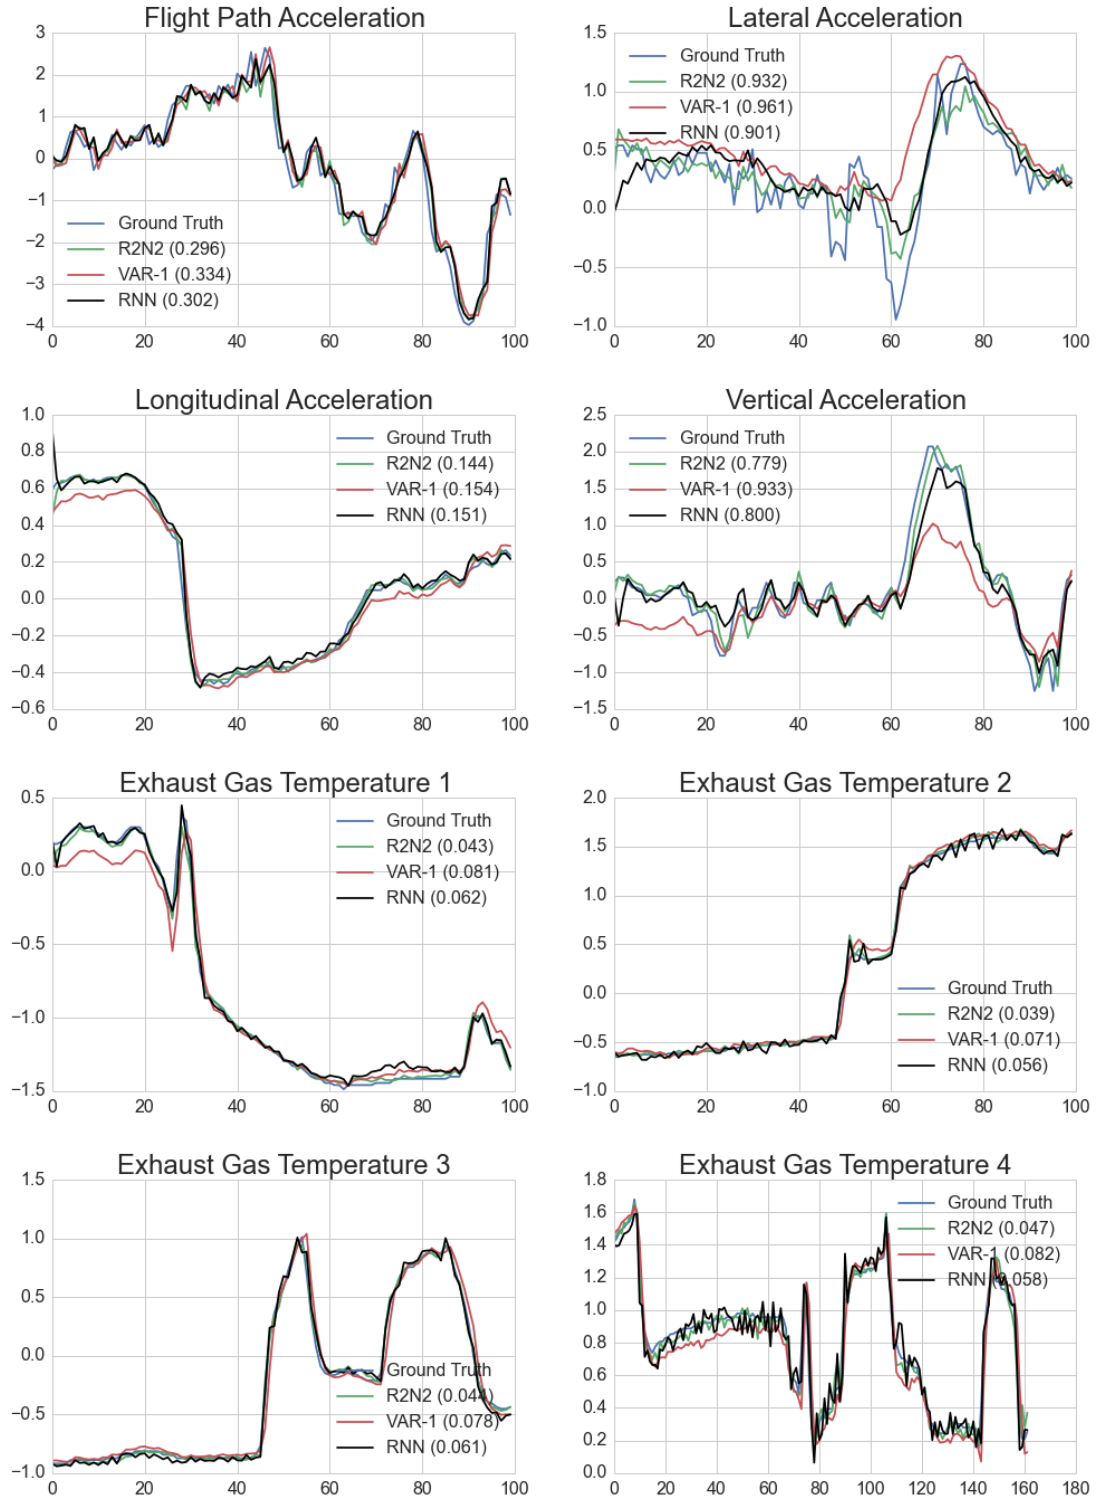 Flight Path Acceleration
3
2
1
0
−1
−2
−3
−4
0 20 40 60 80 100
Ground Truth
R2N2 (0.296)
VAR-1 (0.334)
RNN (0.302)
Lateral Acceleration
1.5
1.0
0.5
0.0
−0.5
−1.0
0 20 40 60 80 100
Ground Truth
R2N2 (0.932)
VAR-1 (0.961)
RNN (0.901)
Longitudinal Acceleration
1.0
0.8
0.6
0.4
0.2
0.0
−0.2
−0.4
−0.6
0 20 40 60 80 100
Ground Truth
R2N2 (0.144)
VAR-1 (0.154)
RNN (0.151)
Vertical Acceleration
2.5
2.0
1.5
1.0
0.5
0.0
−0.5
−1.0
−1.5
0 20 40 60 80 100
Ground Truth
R2N2 (0.779)
VAR-1 (0.933)
RNN (0.800)
Exhaust Gas Temperature 1
0.5
0.0
−0.5
−1.0
−1.5
0 20 40 60 80 100
Ground Truth
R2N2 (0.043)
VAR-1 (0.081)
RNN (0.062)
Exhaust Gas Temperature 2
2.0
1.5
1.0
0.5
0.0
−0.5
−1.0
0 20 40 60 80 100
Ground Truth
R2N2 (0.039)
VAR-1 (0.071)
RNN (0.056)
Exhaust Gas Temperature 3
1.5
1.0
0.5
0.0
−0.5
−1.0
0 20 40 60 80 100
Ground Truth
R2N2 (0.044)
VAR-1 (0.078)
RNN (0.061)
Exhaust Gas Temperature 4
1.8
1.6
1.4
1.2
1.0
0.8
0.6
0.4
0.2
0.0
0 20 40 60 80 100 120 140 160 180
Ground Truth
R2N2 (0.047)
VAR-1 (0.082)
RNN (0.058)